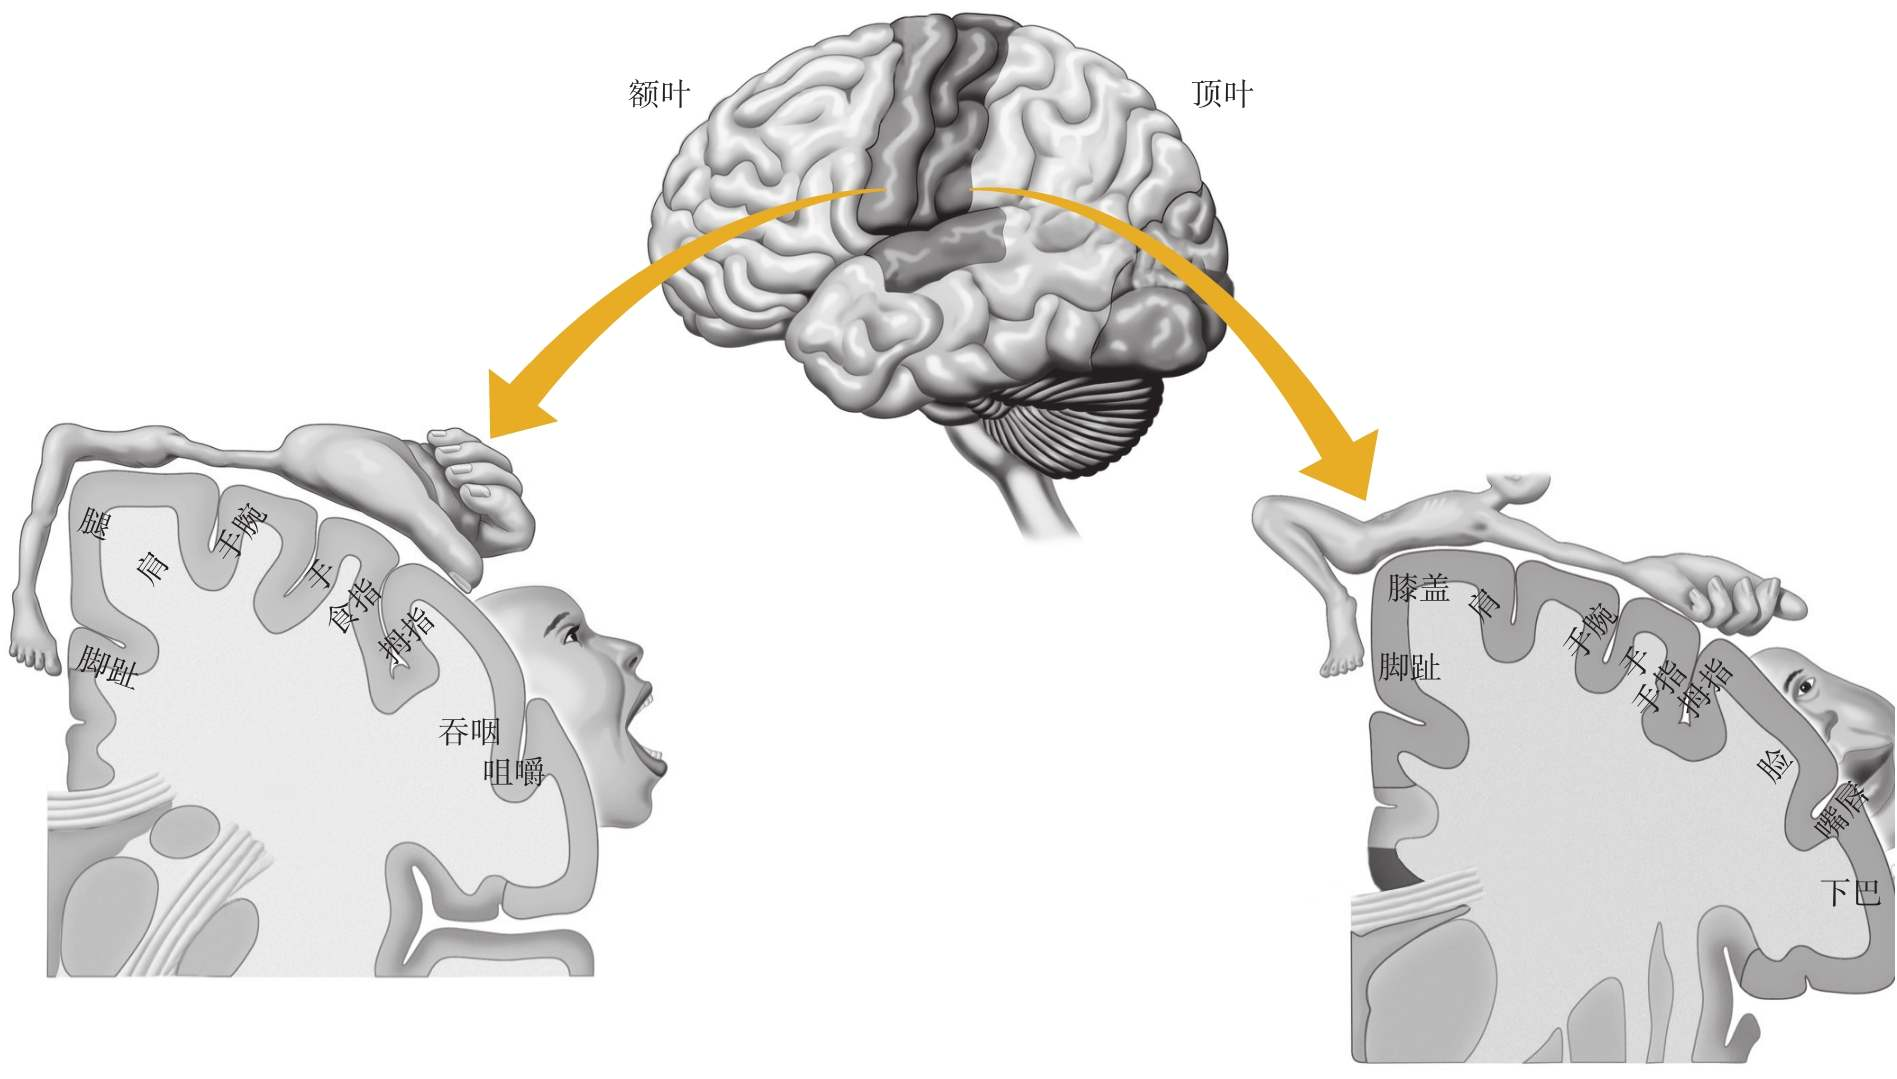 额叶
顶叶
腿
肩
手腕
手
食指
拇指
脚趾
吞咽
咀嚼
膝盖
肩
手腕
手
手指
拇指
脚趾
脸
嘴唇
下巴